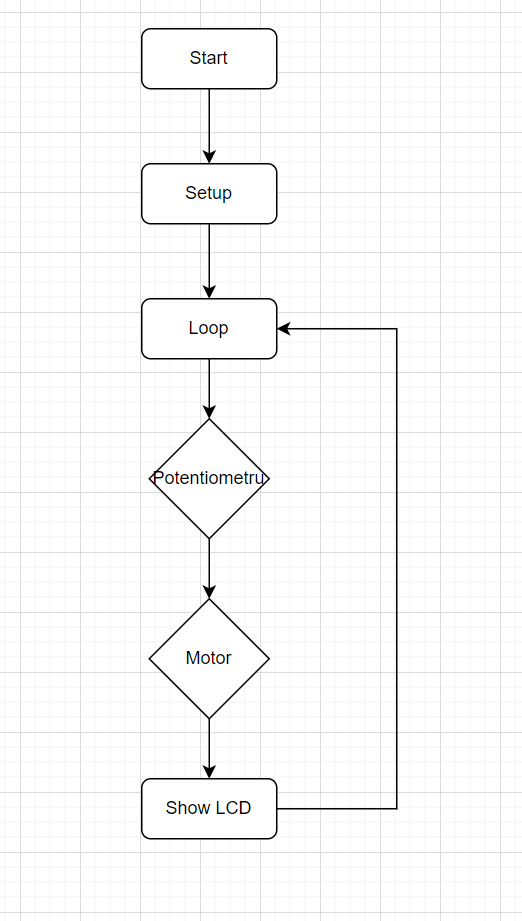 Start
Setup
Loop
Potentiometru
Motor
Show LCD